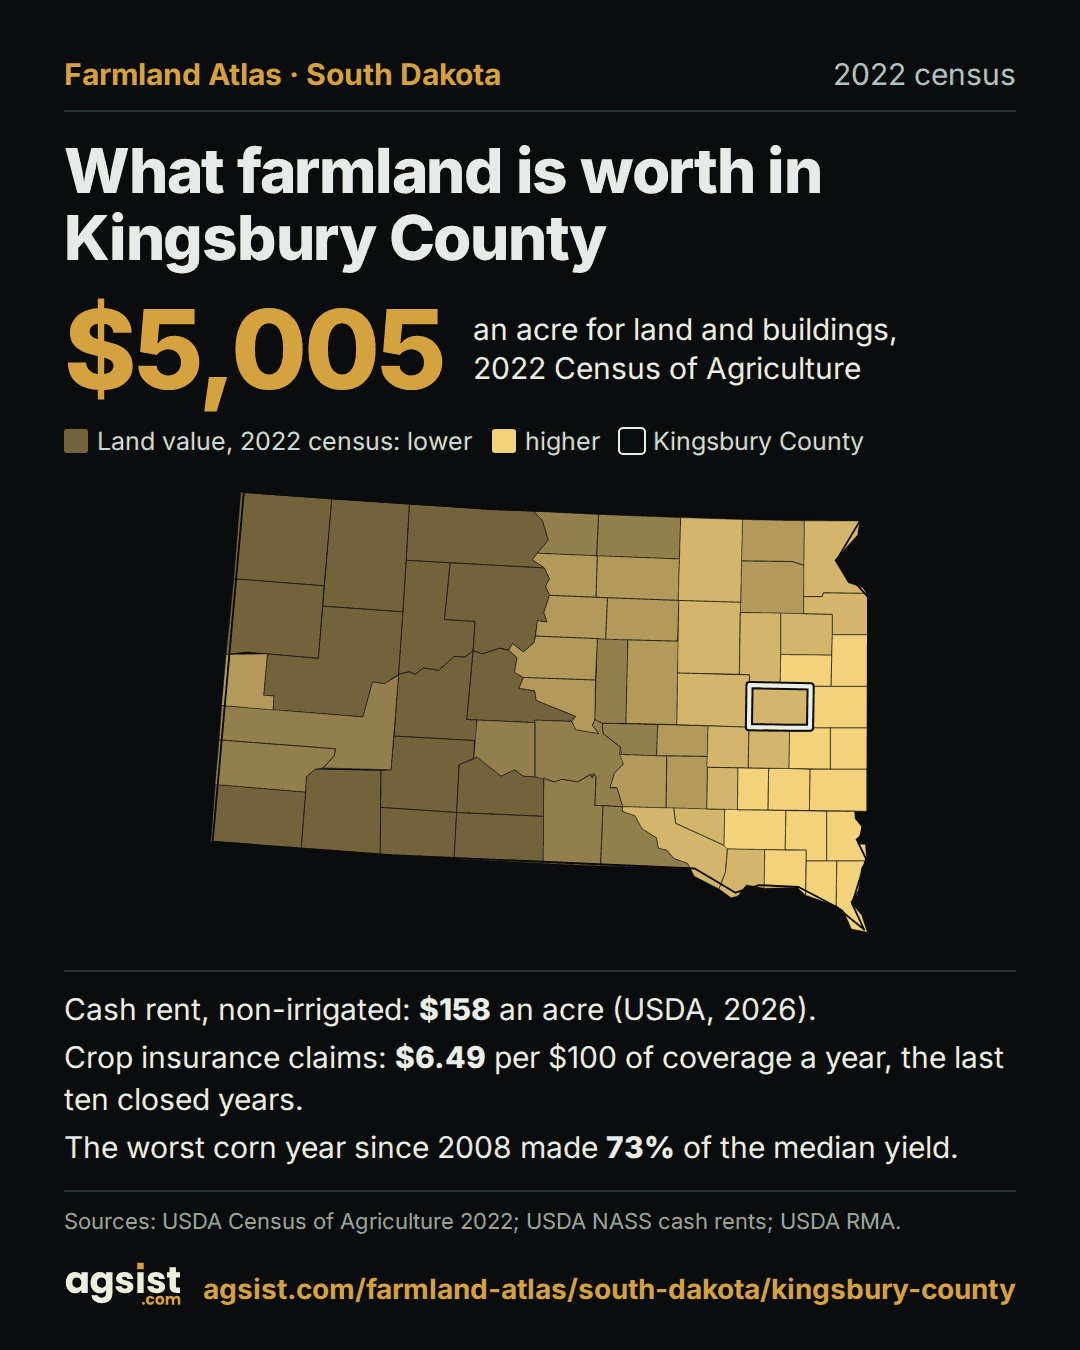 Farmland Atlas · South Dakota
2022 census
What farmland is worth in
Kingsbury County
$5,005
an acre for land and buildings,
2022 Census of Agriculture
Land value, 2022 census: lower
higher
Kingsbury County
Cash rent, non-irrigated: $158 an acre (USDA, 2026).
Crop insurance claims: $6.49 per $100 of coverage a year, the last
ten closed years.
The worst corn year since 2008 made 73% of the median yield.
Sources: USDA Census of Agriculture 2022; USDA NASS cash rents; USDA RMA.
agsist
.com
agsist.com/farmland-atlas/south-dakota/kingsbury-county